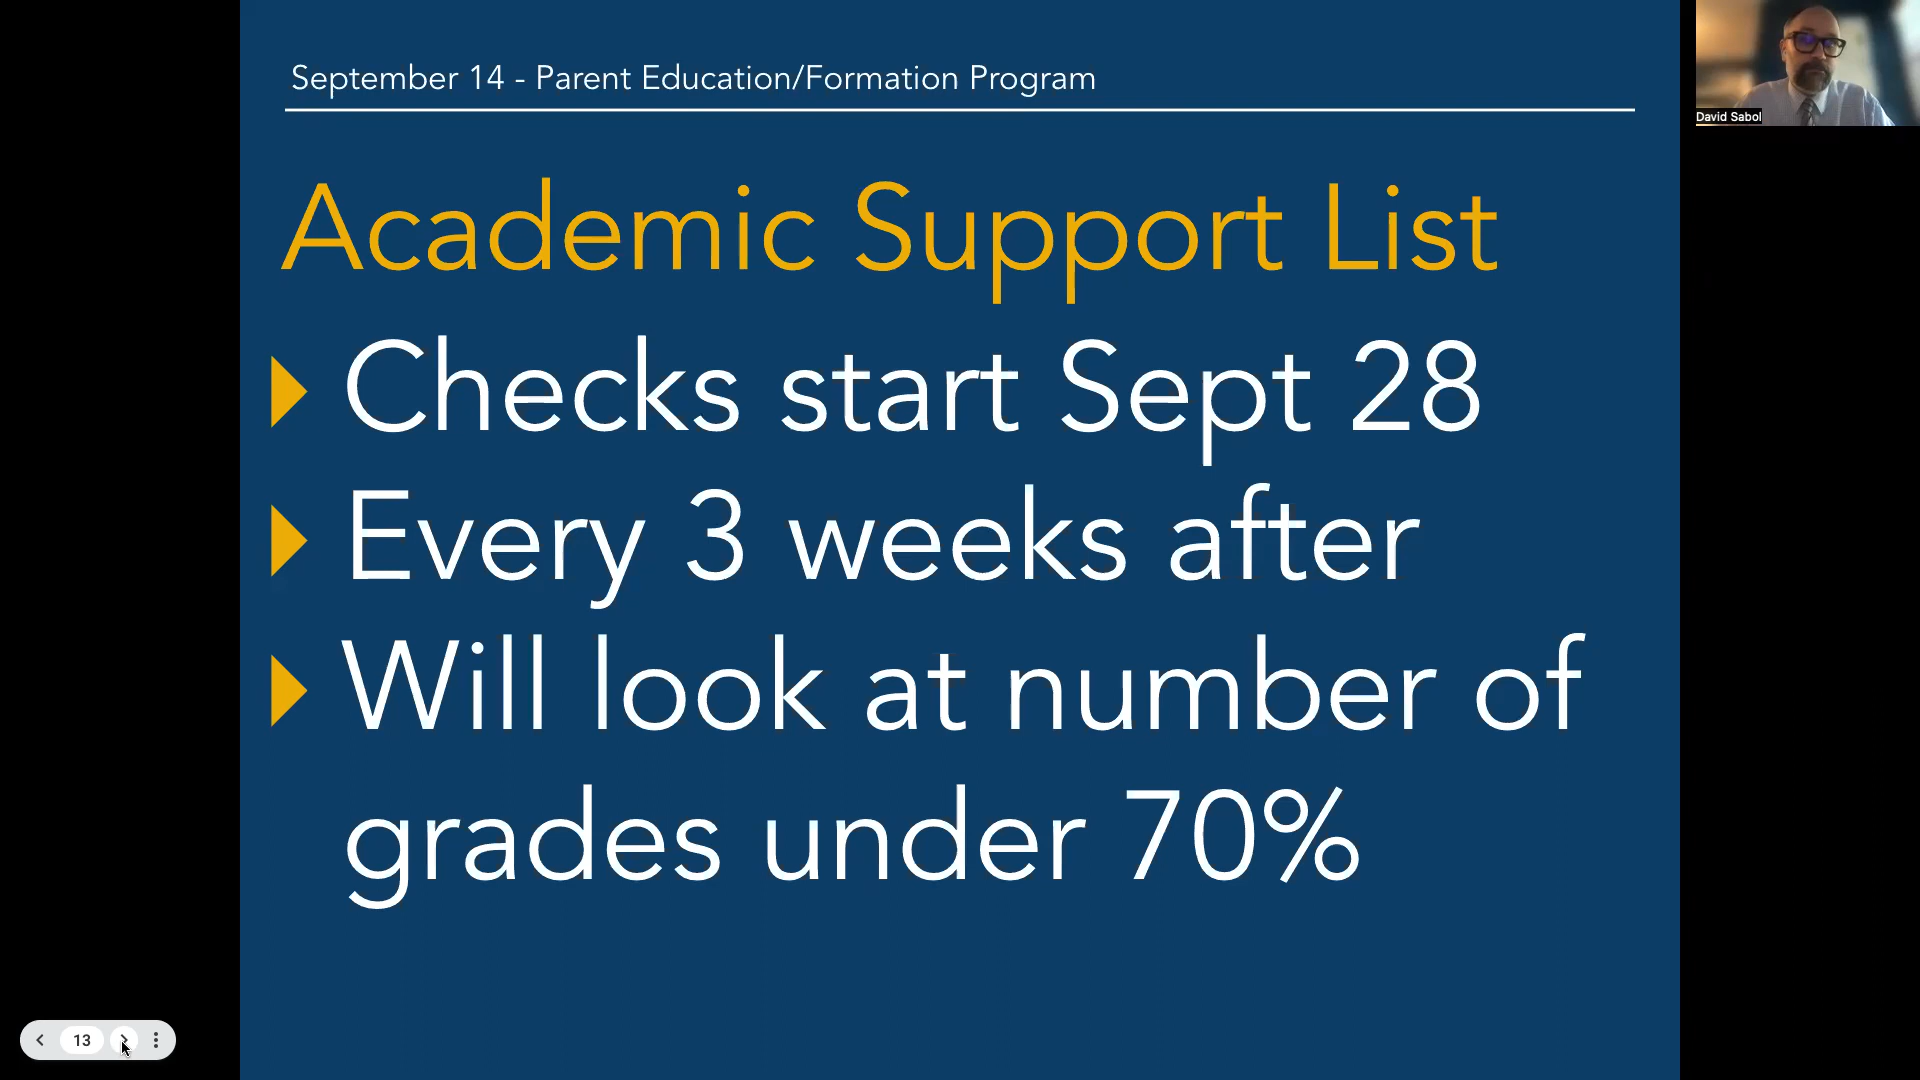 September 14 - Parent Education/Formation Program
David Sabol
Academic Support List
Checks start Sept 28
Every 3 weeks after
Will look at number of
grades under 70%
13